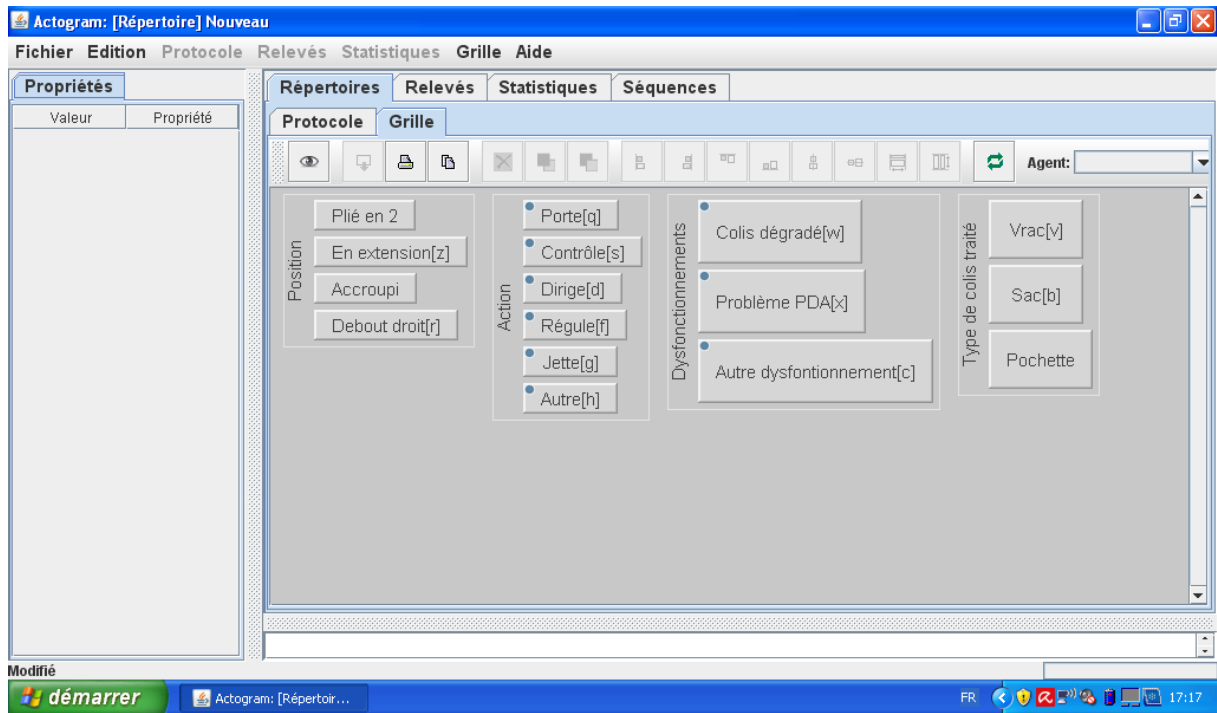 Actogram: [Répertoire] Nouveau
Fichier Edition Protocole Relevés Statistiques Grille Aide
Propriétés
Valeur Propriété
Répertoires Relevés Statistiques Séquences
Protocole Grille
Agent:
Position
Plié en 2
En extension[z]
Accroupi
Debout droit[r]
Action
Porte[q]
Contrôle[s]
Dirige[d]
Régule[f]
Jette[g]
Autre[h]
Dysfonctionnements
Colis dégradé[w]
Problème PDA[x]
Autre dysfontionnement[c]
Type de colis traité
Vrac[v]
Sac[b]
Pochette
Modifié
démarrer
Actogram: [Répertoir...
FR
17:17